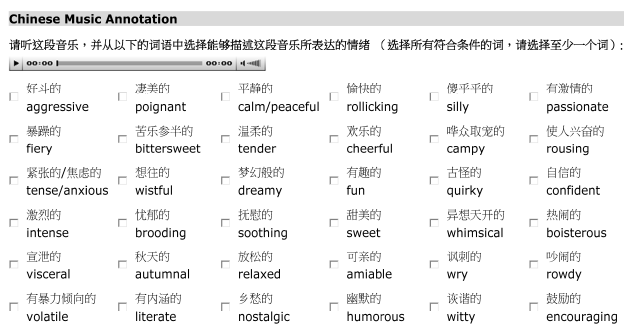 Chinese Music Annotation
请听这段音乐，并从以下的词语中选择能够描述这段音乐所表达的情绪 （选择所有符合条件的词，请选择至少一个词）:
00:00 00:00
好斗的 凄美的 平静的 愉快的 傻乎乎的 有激情的
aggressive poignant calm/peaceful rollicking silly passionate
暴躁的 苦乐参半的 温柔的 欢乐的 哗众取宠的 使人兴奋的
fiery bittersweet tender cheerful campy rousing
紧张的/焦虑的 想往的 梦幻般的 有趣的 古怪的 自信的
tense/anxious wistful dreamy fun quirky confident
激烈的 忧郁的 抚慰的 甜美的 异想天开的 热闹的
intense brooding soothing sweet whimsical boisterous
宣泄的 秋天的 放松的 可亲的 讽刺的 吵闹的
visceral autumnal relaxed amiable wry rowdy
有暴力倾向的 有内涵的 乡愁的 幽默的 诙谐的 鼓励的
volatile literate nostalgic humorous witty encouraging